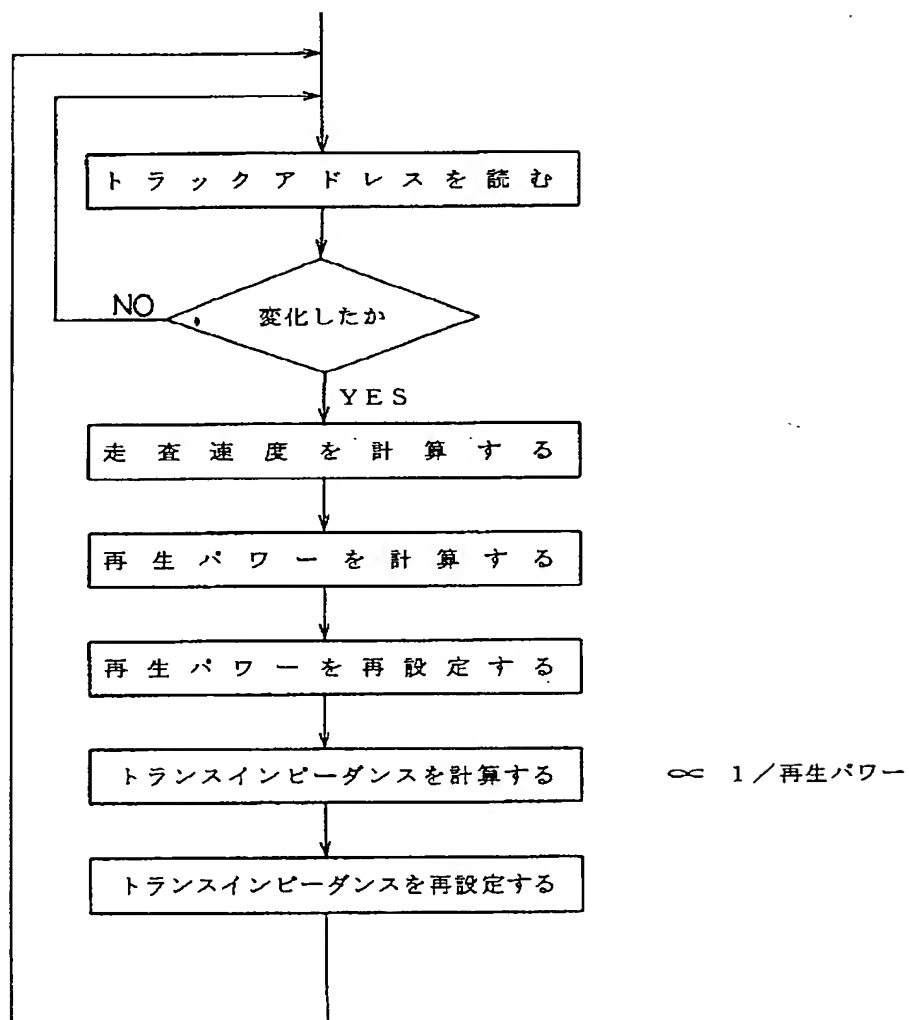 トラックアドレスを読む
変化したか
NO
YES
走査速度を計算する
再生パワーを計算する
再生パワーを再設定する
トランスインピーダンスを計算する
∝ 1/再生パワー
トランスインピーダンスを再設定する